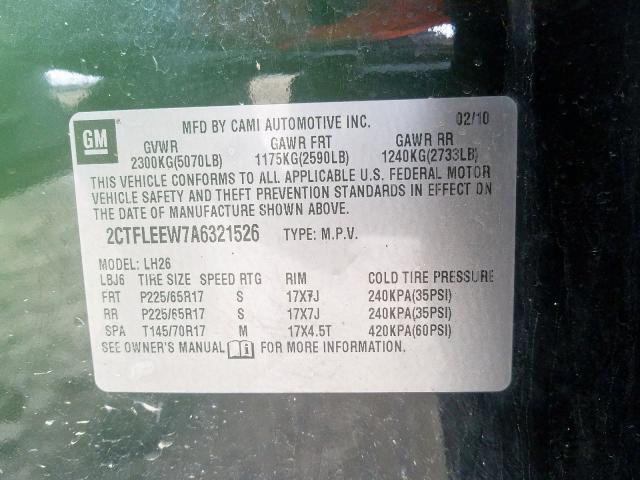 GM
MFD BY CAMI AUTOMOTIVE INC. 02/10
GVWR GAWR FRT GAWR RR
2300KG(5070LB) 1175KG(2590LB) 1240KG(2733LB)
THIS VEHICLE CONFORMS TO ALL APPLICABLE U.S. FEDERAL MOTOR
VEHICLE SAFETY AND THEFT PREVENTION STANDARDS IN EFFECT ON
THE DATE OF MANUFACTURE SHOWN ABOVE.
2CTFLEEW7A6321526 TYPE: M.P.V.
MODEL: LH26
LBJ6 TIRE SIZE SPEED RTG RIM COLD TIRE PRESSURE
FRT P225/65R17 S 17X7J 240KPA(35PSI)
RR P225/65R17 S 17X7J 240KPA(35PSI)
SPA T145/70R17 M 17X4.5T 420KPA(60PSI)
SEE OWNER'S MANUAL FOR MORE INFORMATION.